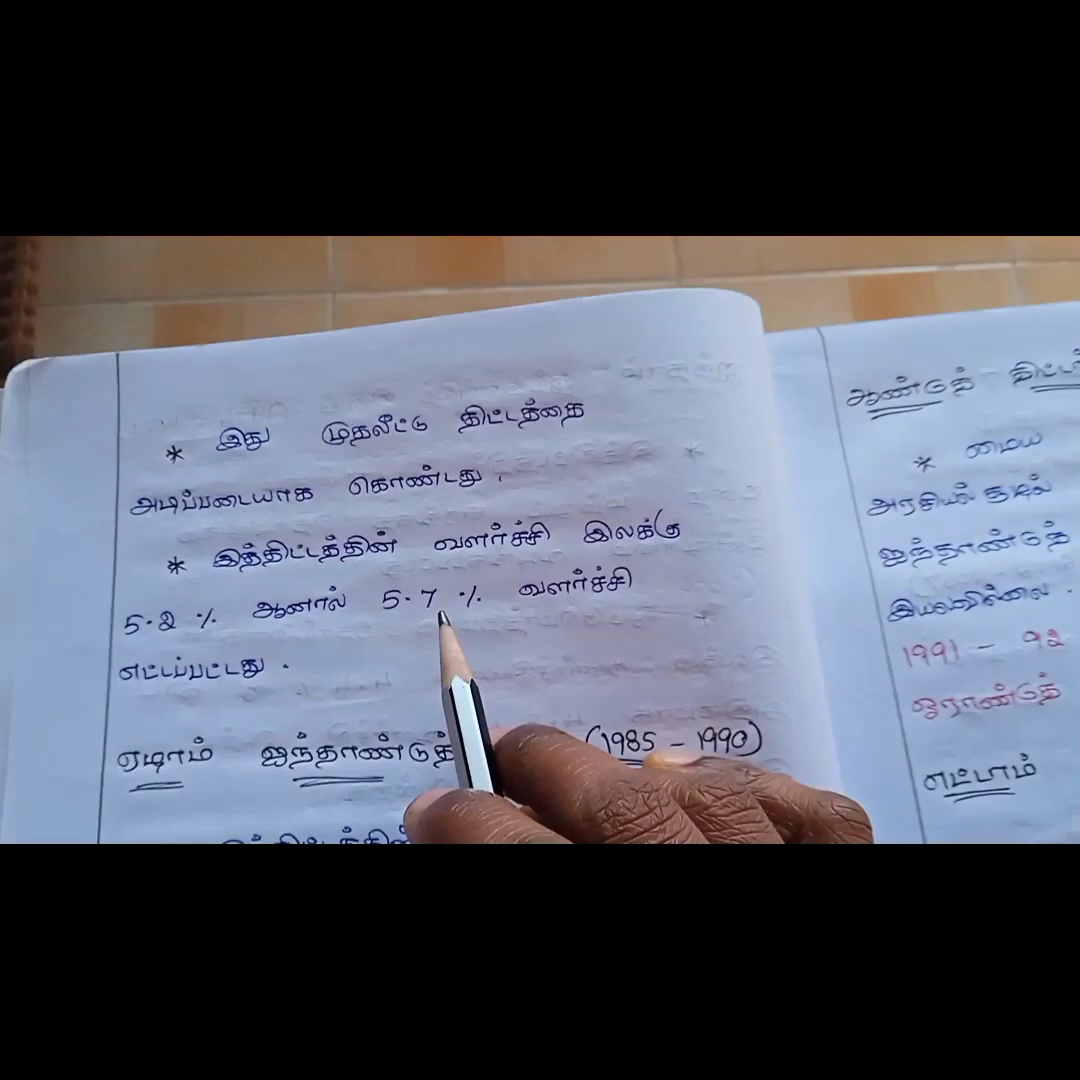 * இது முதலீட்டு திட்டத்தை
அடிப்படையாக கொண்டது.
* இத்திட்டத்தின் வளர்ச்சி இலக்கு
5.2 % ஆனால் 5.7 % வளர்ச்சி
எட்டப்பட்டது.
ஏழாம் ஐந்தாண்டுத் (1985 - 1990)
ஆண்டுத்
* மைய
அரசியல் சூழல்
ஐந்தாண்டுத்
இயலவில்லை.
1991 - 92
ஓராண்டுத்
எட்டாம்